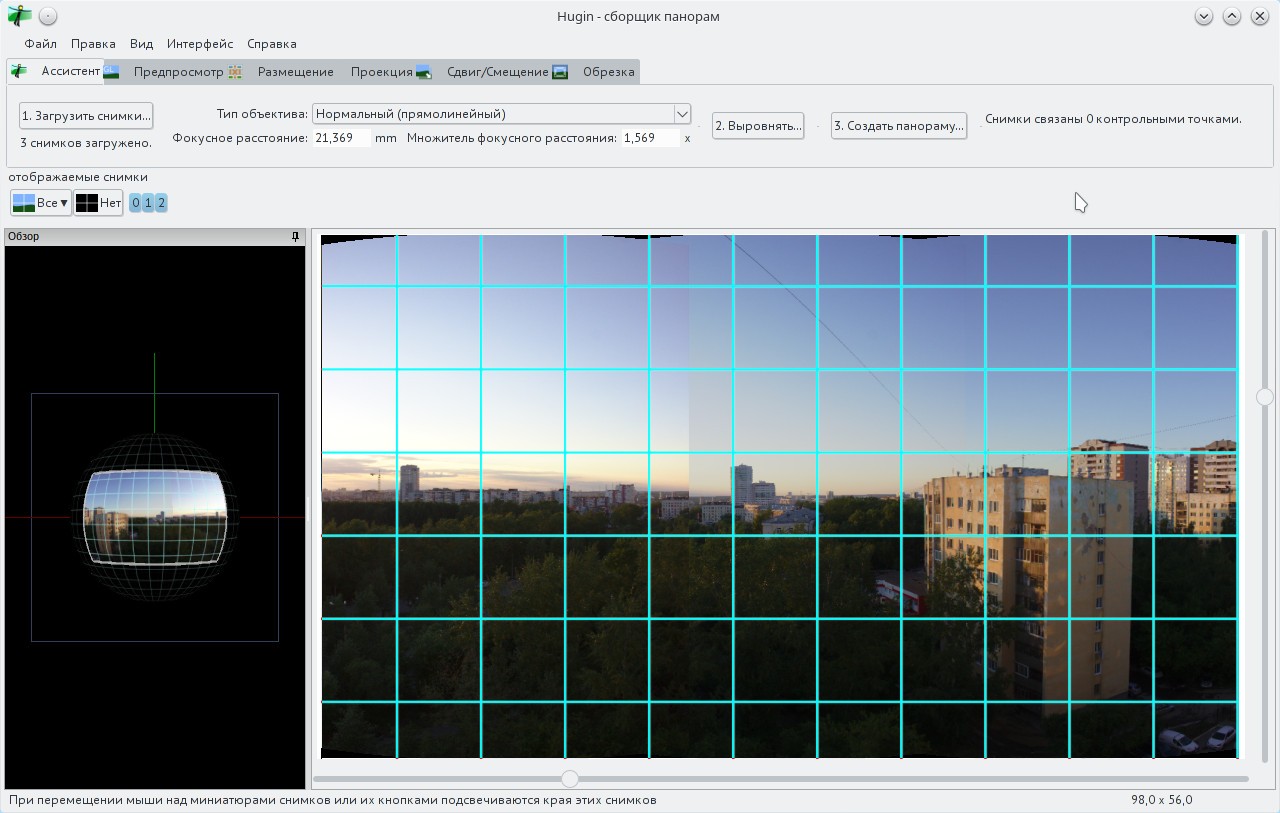 Hugin - сборщик панорам
Файл Правка Вид Интерфейс Справка
Ассистент Предпросмотр Размещение Проекция Сдвиг/Смещение Обрезка
1. Загрузить снимки...
3 снимков загружено.
Тип объектива: Нормальный (прямолинейный)
Фокусное расстояние: 21,369 mm Множитель фокусного расстояния: 1,569 x
2. Выровнять...
3. Создать панораму...
Снимки связаны 0 контрольными точками.
отображаемые снимки
Все Нет 0 1 2
Обзор
При перемещении мыши над миниатюрами снимков или их кнопками подсвечиваются края этих снимков
98,0 x 56,0